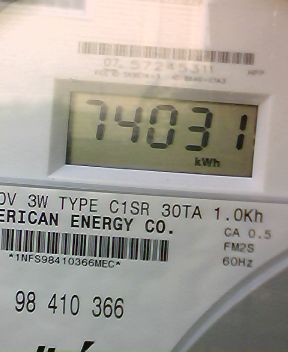 07 57245311
74031
kWh
0V 3W TYPE C1SR 30TA 1.0Kh
ERICAN ENERGY CO.
CA 0.5
FM2S
*1NFS98410366MEC*
60Hz
98 410 366